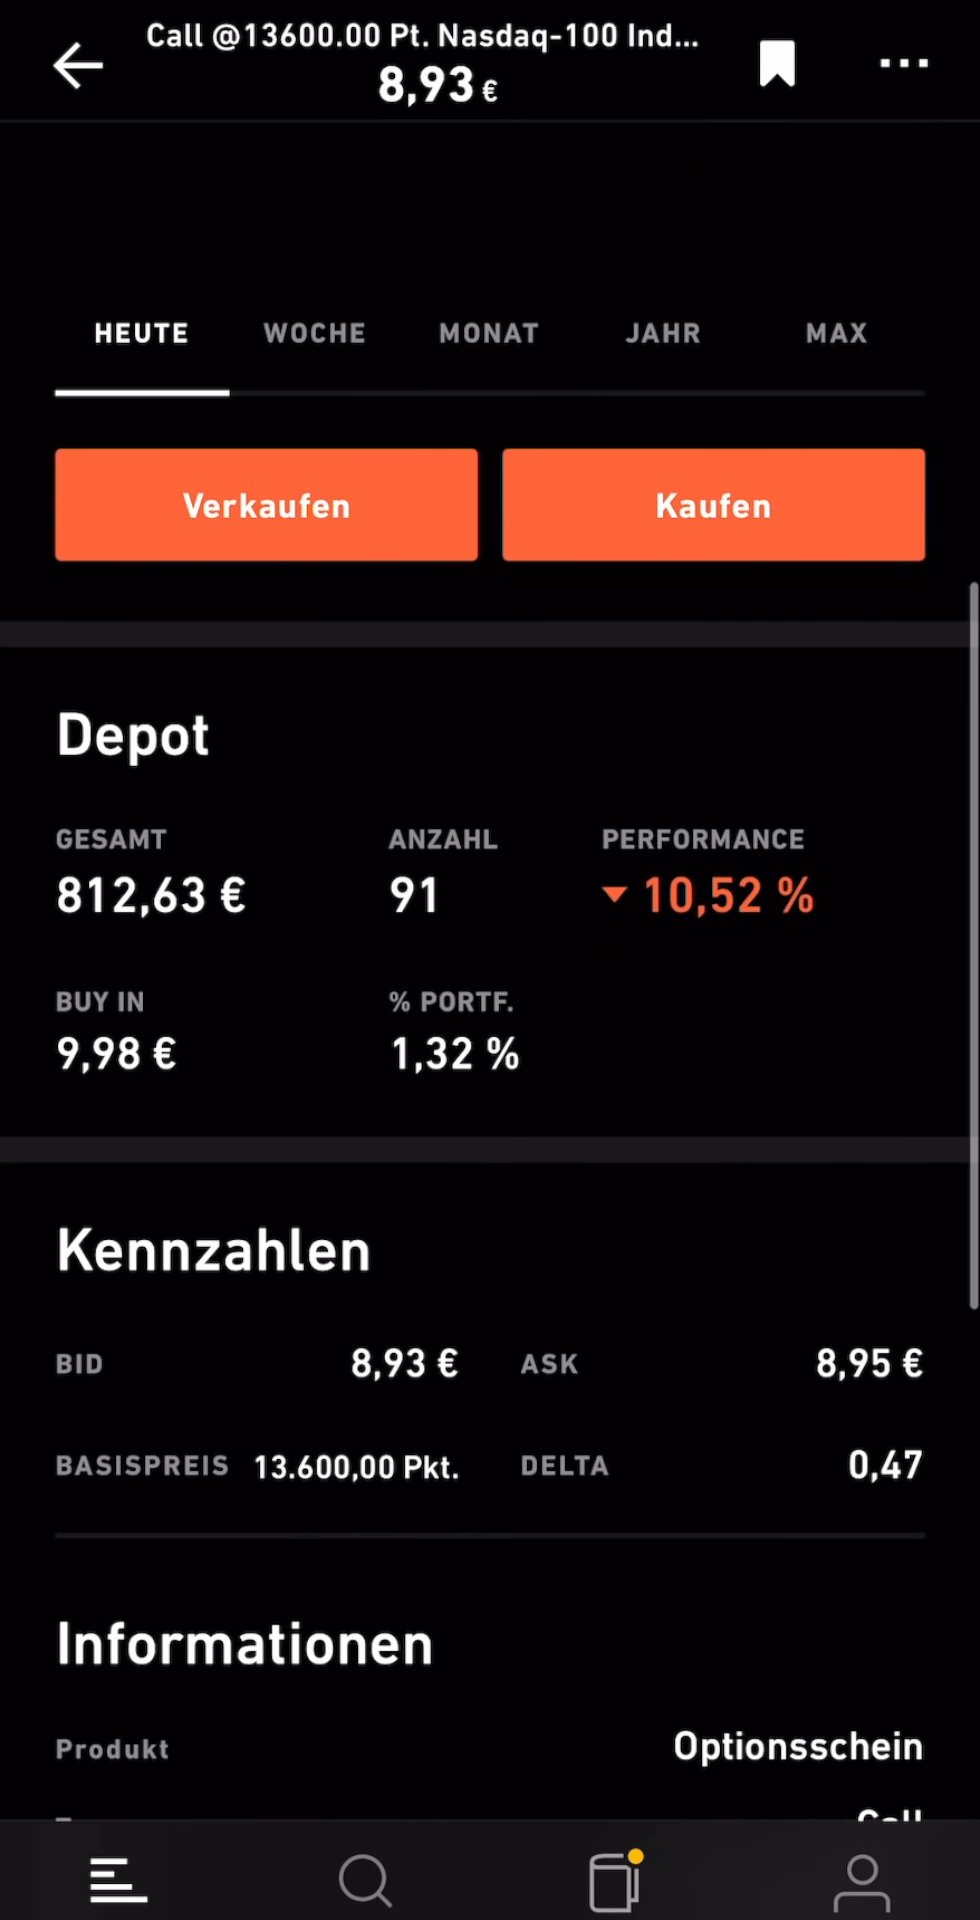 Call @13600.00 Pt. Nasdaq-100 Ind...
8,93 €
HEUTE WOCHE MONAT JAHR MAX
Verkaufen Kaufen
Depot
GESAMT ANZAHL PERFORMANCE
812,63 € 91 10,52 %
BUY IN % PORTF.
9,98 € 1,32 %
Kennzahlen
BID 8,93 € ASK 8,95 €
BASISPREIS 13.600,00 Pkt. DELTA 0,47
Informationen
Produkt Optionsschein
Call